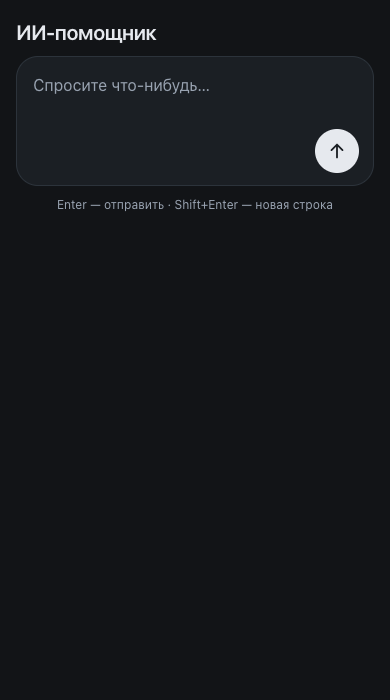 ИИ-помощник
Спросите что-нибудь...
Enter — отправить · Shift+Enter — новая строка